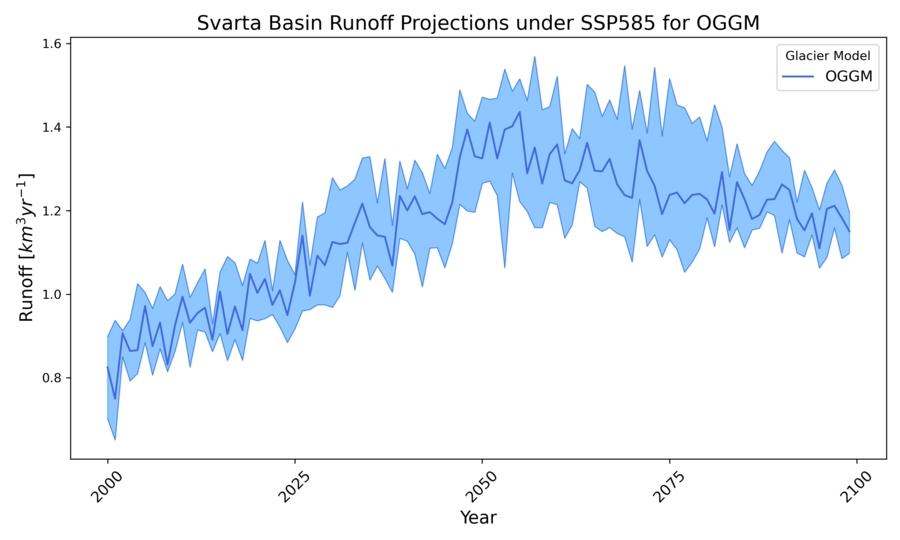 Svarta Basin Runoff Projections under SSP585 for OGGM
Glacier Model
OGGM
1.6
1.4
1.2
1.0
0.8
Runoff [km³yr⁻¹]
2000
2025
2050
2075
2100
Year